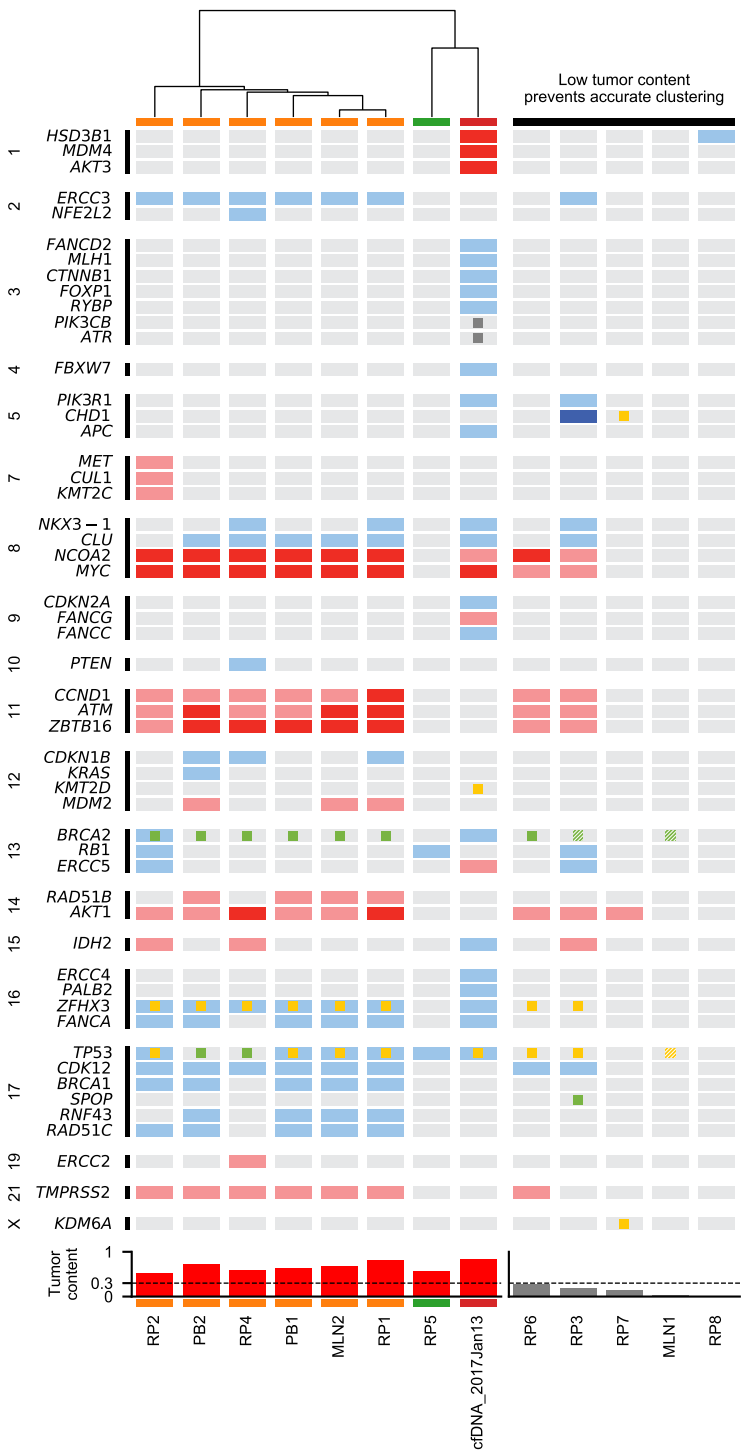 Low tumor content
prevents accurate clustering
1
HSD3B1
MDM4
AKT3
2
ERCC3
NFE2L2
3
FANCD2
MLH1
CTNNB1
FOXP1
RYBP
PIK3CB
ATR
4
FBXW7
5
PIK3R1
CHD1
APC
7
MET
CUL1
KMT2C
8
NKX3 − 1
CLU
NCOA2
MYC
9
CDKN2A
FANCG
FANCC
10
PTEN
11
CCND1
ATM
ZBTB16
12
CDKN1B
KRAS
KMT2D
MDM2
13
BRCA2
RB1
ERCC5
14
RAD51B
AKT1
15
IDH2
16
ERCC4
PALB2
ZFHX3
FANCA
17
TP53
CDK12
BRCA1
SPOP
RNF43
RAD51C
19
ERCC2
21
TMPRSS2
X
KDM6A
Tumor
content
1
0.3
0
RP2
PB2
RP4
PB1
MLN2
RP1
RP5
cfDNA_2017Jan13
RP6
RP3
RP7
MLN1
RP8